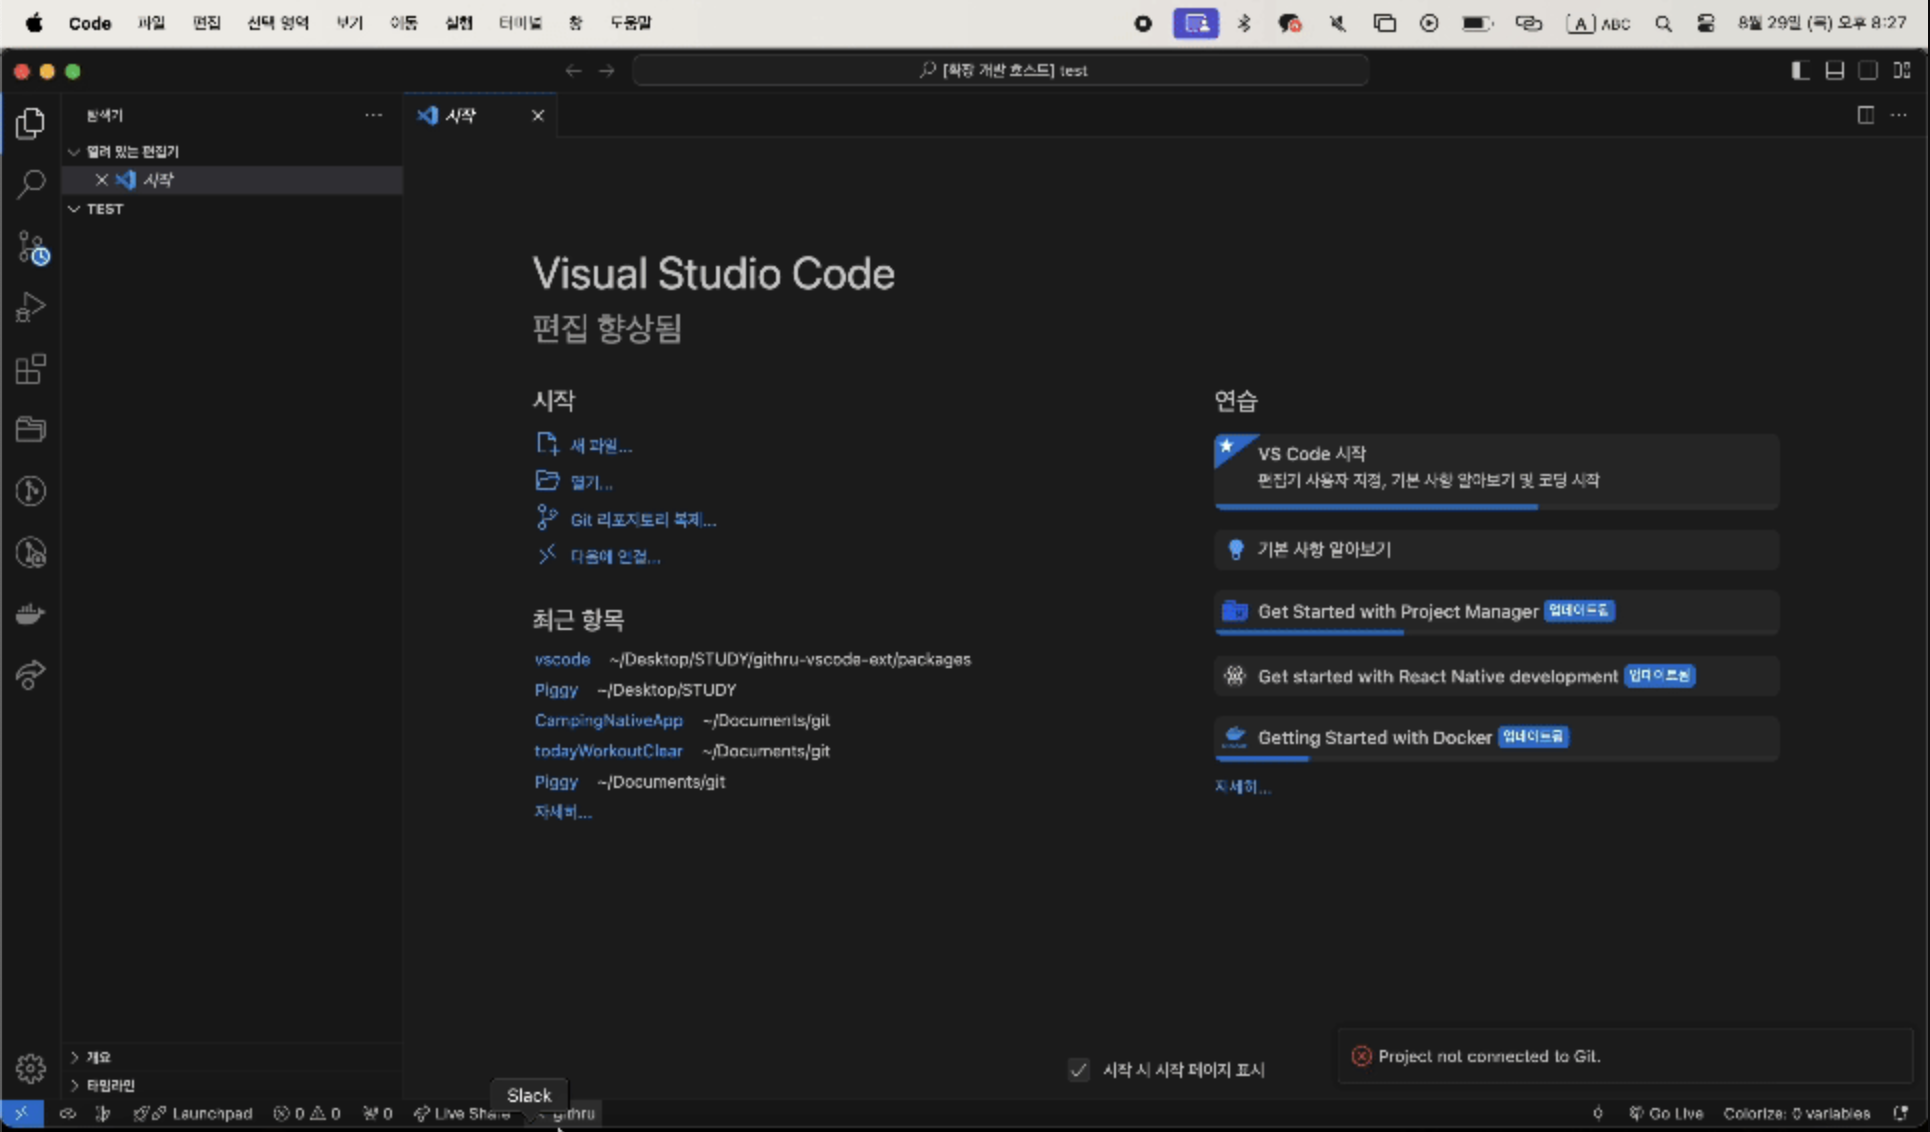 Code 파일 편집 선택 영역 보기 이동 실행 터미널 창 도움말 A ABC 8월 29일 (목) 오후 8:27
[확장 개발 호스트] test
탐색기
시작
열려 있는 편집기
시작
TEST
Visual Studio Code
편집 향상됨
시작
새 파일...
열기...
Git 리포지토리 복제...
다음에 연결...
최근 항목
vscode ~/Desktop/STUDY/githru-vscode-ext/packages
Piggy ~/Desktop/STUDY
CampingNativeApp ~/Documents/git
todayWorkoutClear ~/Documents/git
Piggy ~/Documents/git
자세히...
연습
VS Code 시작
편집기 사용자 지정, 기본 사항 알아보기 및 코딩 시작
기본 사항 알아보기
Get Started with Project Manager 업데이트됨
Get started with React Native development 업데이트됨
Getting Started with Docker 업데이트됨
자세히...
개요
타임라인
시작 시 시작 페이지 표시
Project not connected to Git.
Slack
Launchpad 0 0 0 Live Share githru Go Live Colorize: 0 variables